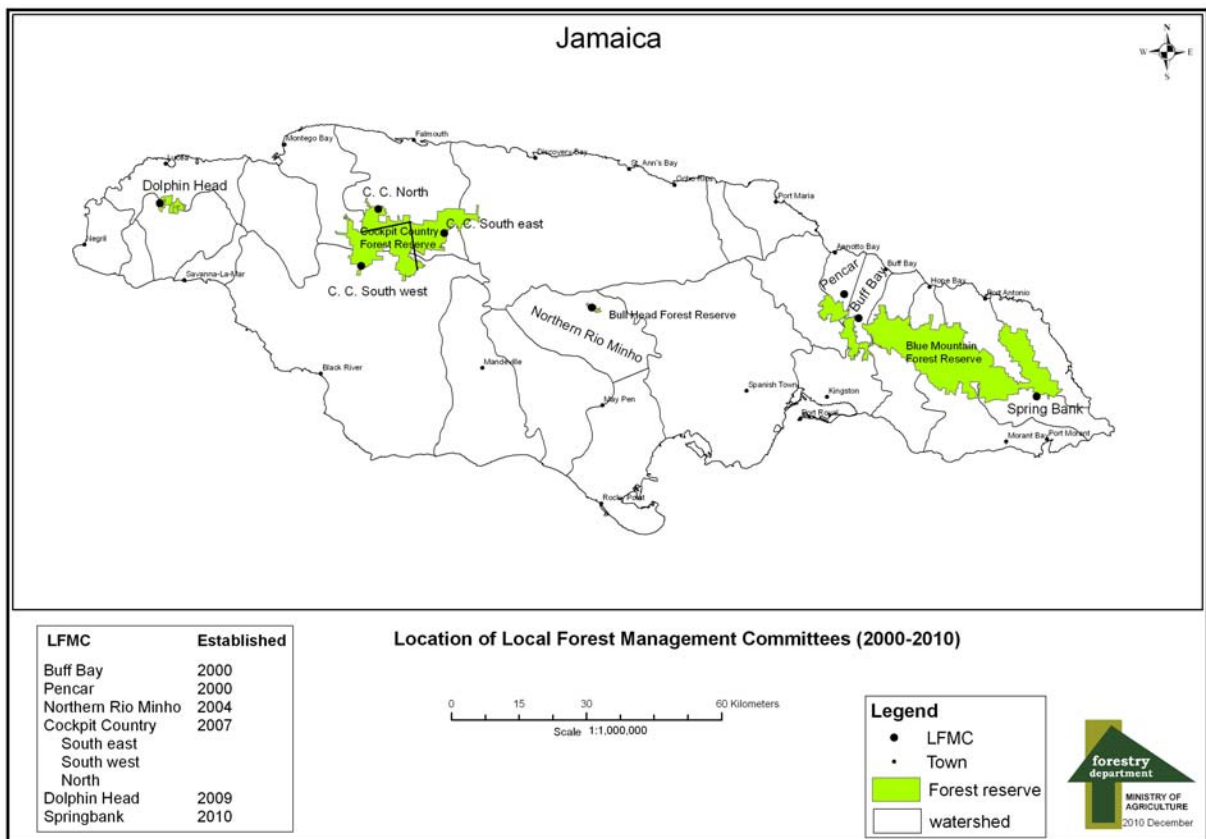 Jamaica
N
W E
S
Montego Bay
Falmouth
Lucea
Discovery Bay
St. Ann's Bay
Ocho Rios
Dolphin Head
C. C. North
Port Maria
Cockpit Country
Forest Reserve
C. C. South east
Negril
Savanna-La-Mar
C. C. South west
Annotto Bay
Pencar
Buff Bay
Buff Bay
Hope Bay
Port Antonio
Northern Rio Minho
Bull Head Forest Reserve
Blue Mountain
Forest Reserve
Black River
Mandeville
May Pen
Spanish Town
Kingston
Port Royal
Spring Bank
Morant Bay
Port Morant
Rocky Point
LFMC Established
Buff Bay 2000
Pencar 2000
Northern Rio Minho 2004
Cockpit Country 2007
South east
South west
North
Dolphin Head 2009
Springbank 2010
Location of Local Forest Management Committees (2000-2010)
0 15 30 60 Kilometers
Scale 1:1,000,000
Legend
LFMC
Town
Forest reserve
watershed
forestry
department
MINISTRY OF
AGRICULTURE
2010 December